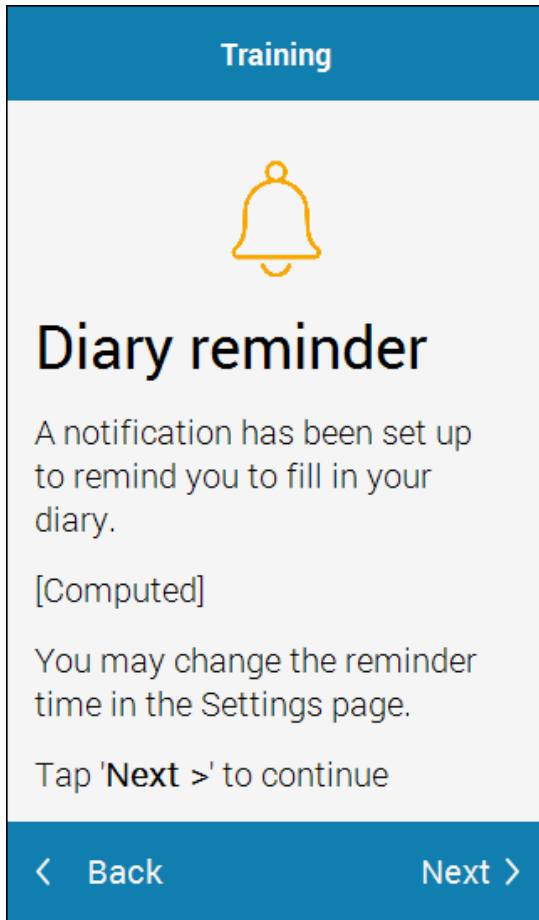 Training
Diary reminder
A notification has been set up
to remind you to fill in your
diary.
[Computed]
You may change the reminder
time in the Settings page.
Tap 'Next >' to continue
< Back
Next >